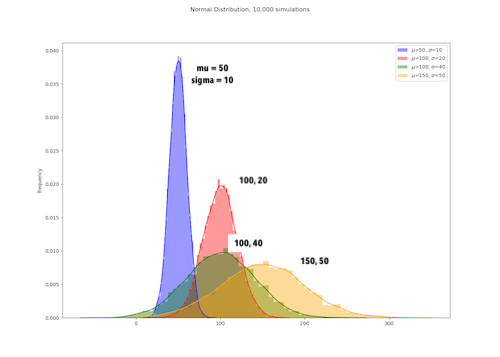 Normal Distribution, 10,000 simulations
0.040
0.035
0.030
0.025
0.020
0.015
0.010
0.005
0.000
frequency
0
100
200
300
mu = 50
sigma = 10
100, 20
100, 40
150, 50
μ=50, σ=10
μ=100, σ=20
μ=100, σ=40
μ=150, σ=50